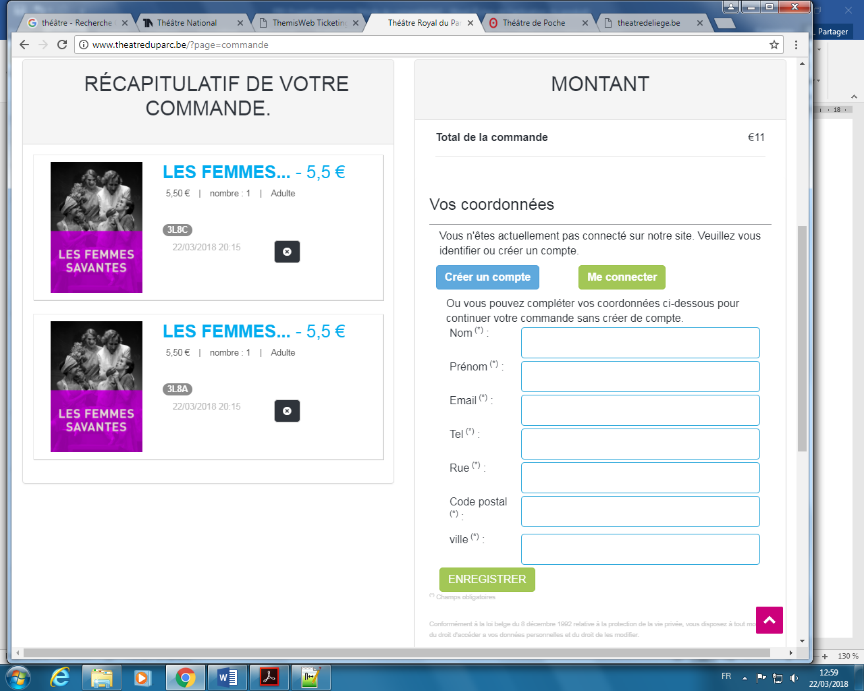 théâtre - Recherche
Théâtre National
ThemisWeb Ticketin
Théâtre Royal du Pa
Théâtre de Poche
theatredeliege.be
Partager
www.theatreduparc.be/?page=commande
RÉCAPITULATIF DE VOTRE
COMMANDE.
LES FEMMES... - 5,5 €
5,50 € | nombre : 1 | Adulte
3LBC
22/03/2018 20:15
LES FEMMES
SAVANTES
LES FEMMES... - 5,5 €
5,50 € | nombre : 1 | Adulte
3LBA
22/03/2018 20:15
LES FEMMES
SAVANTES
MONTANT
Total de la commande €11
Vos coordonnées
Vous n'êtes actuellement pas connecté sur notre site. Veuillez vous
identifier ou créer un compte.
Créer un compte Me connecter
Ou vous pouvez compléter vos coordonnées ci-dessous pour
continuer votre commande sans créer de compte.
Nom (*) :
Prénom (*) :
Email (*) :
Tel (*) :
Rue (*) :
Code postal
(*) :
ville (*) :
ENREGISTRER
(*) Champs obligatoires
Conformément à la loi belge du 8 décembre 1992 relative à la protection de la vie privée, vous disposez à tout mo
du droit d'accéder a vos données personnelles et du droit de les modifier.
18
130 %
FR
12:59
22/03/2018